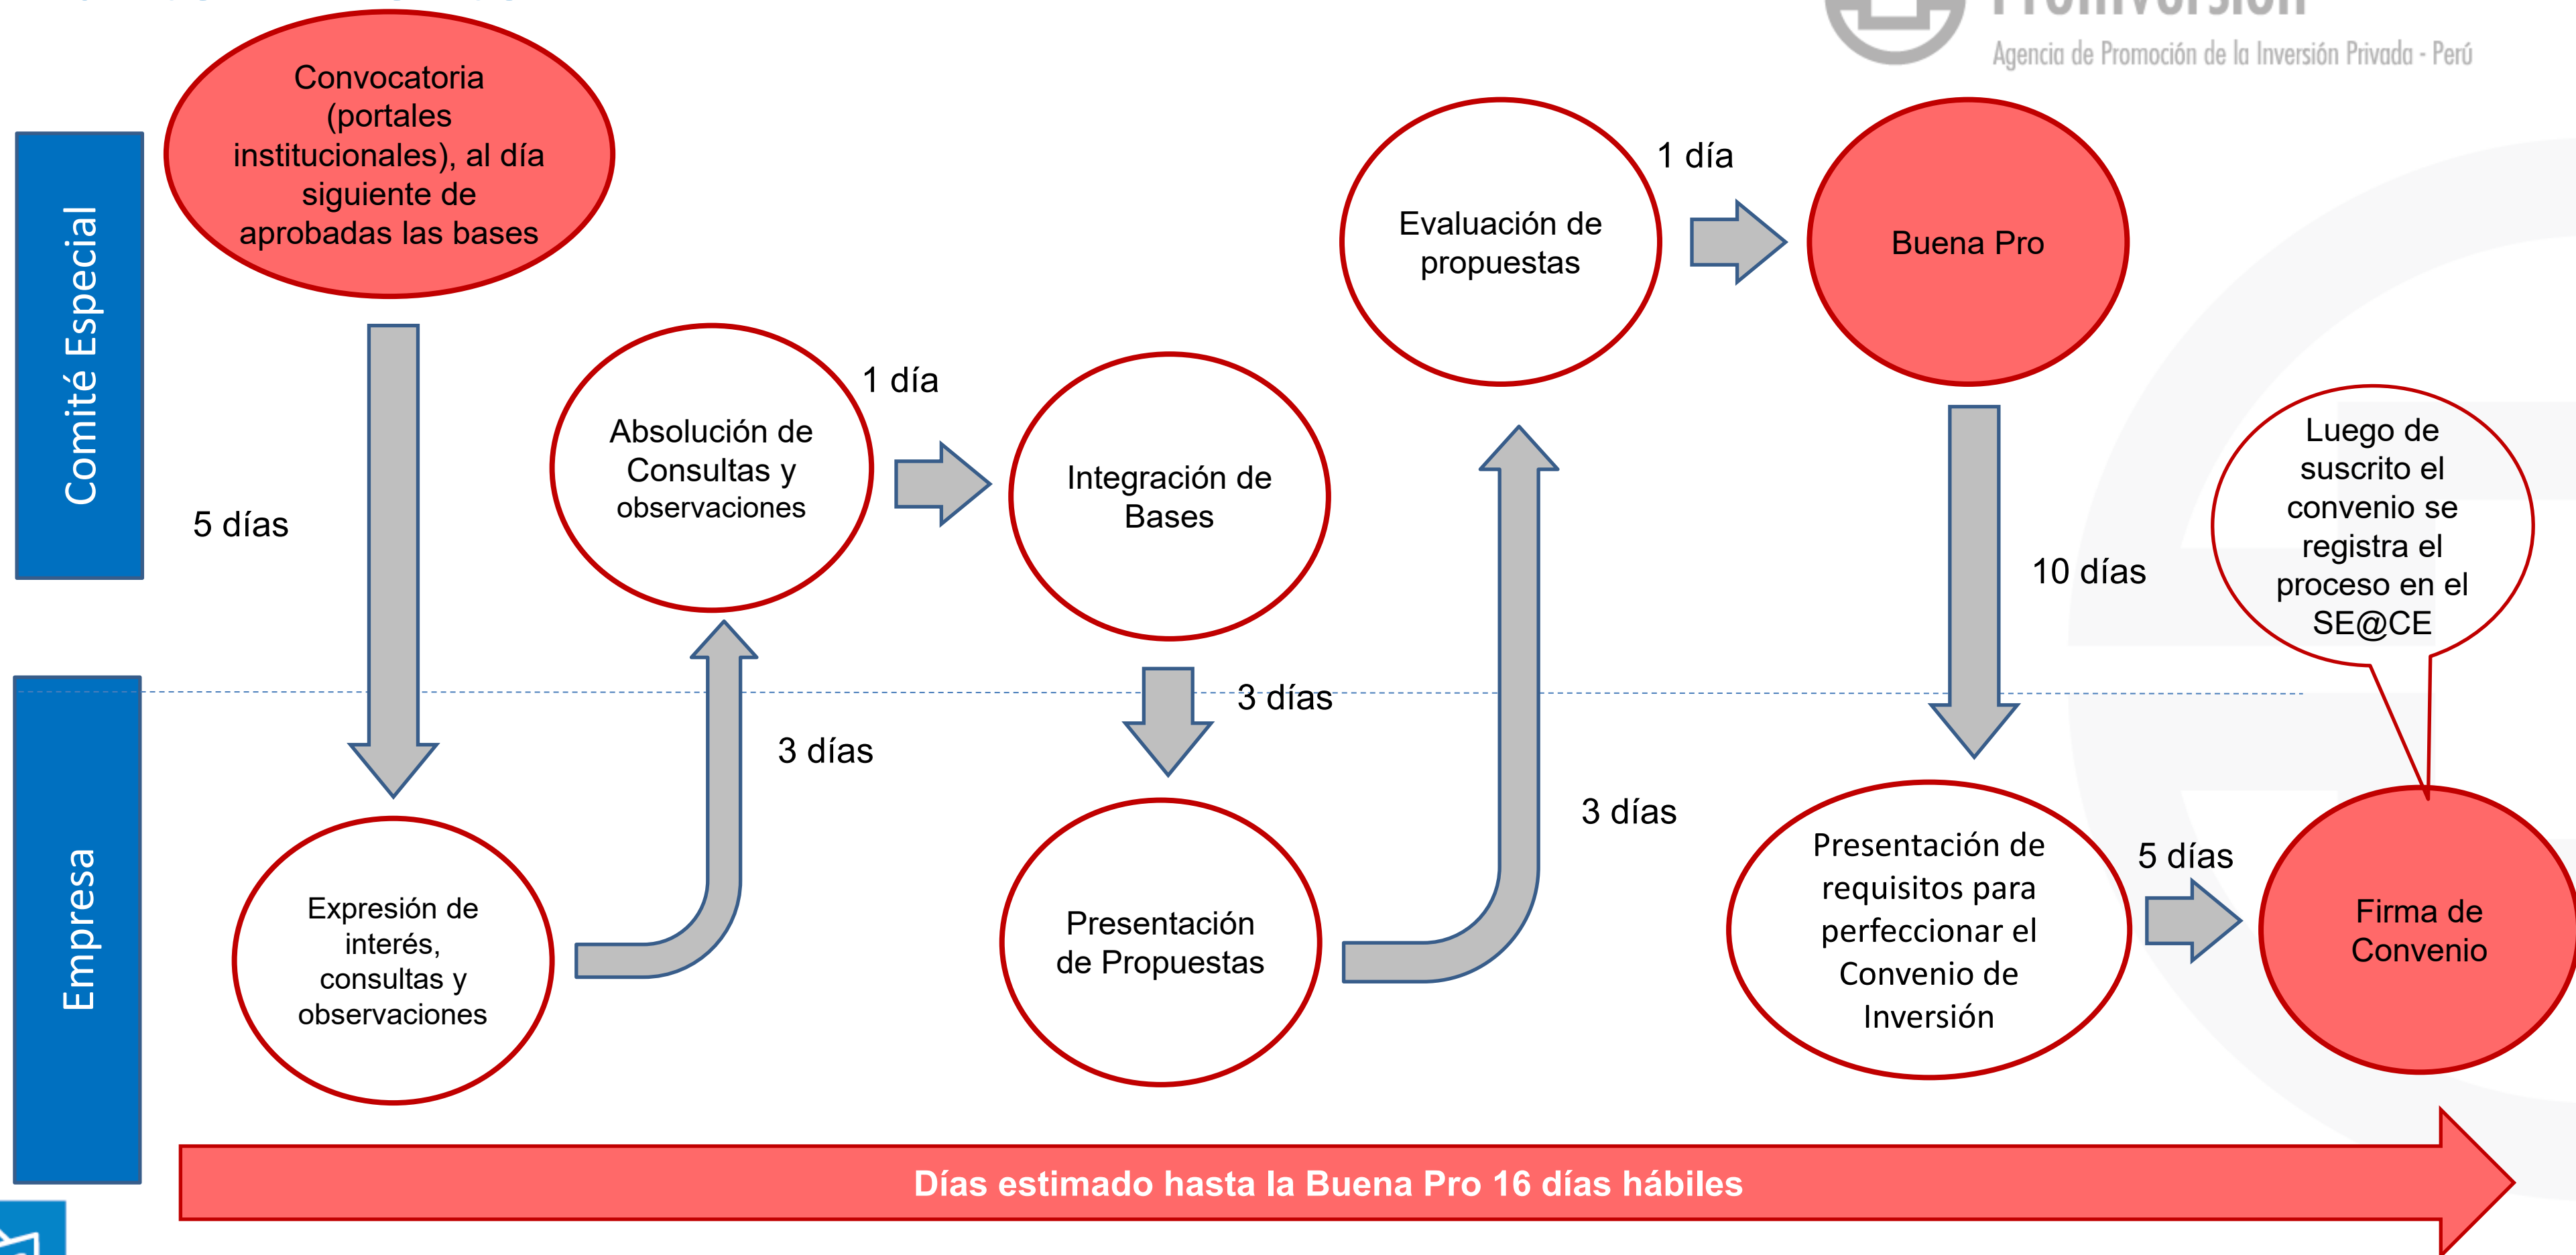 Agencia de Promoción de la Inversión Privada - Perú
Comité Especial
Empresa
Convocatoria
(portales
institucionales), al día
siguiente de
aprobadas las bases
5 días
Expresión de
interés,
consultas y
observaciones
3 días
Absolución de
Consultas y
observaciones
1 día
Integración de
Bases
3 días
Presentación
de Propuestas
3 días
Evaluación de
propuestas
1 día
Buena Pro
10 días
Presentación de
requisitos para
perfeccionar el
Convenio de
Inversión
5 días
Firma de
Convenio
Luego de
suscrito el
convenio se
registra el
proceso en el
SE@CE
Días estimado hasta la Buena Pro 16 días hábiles